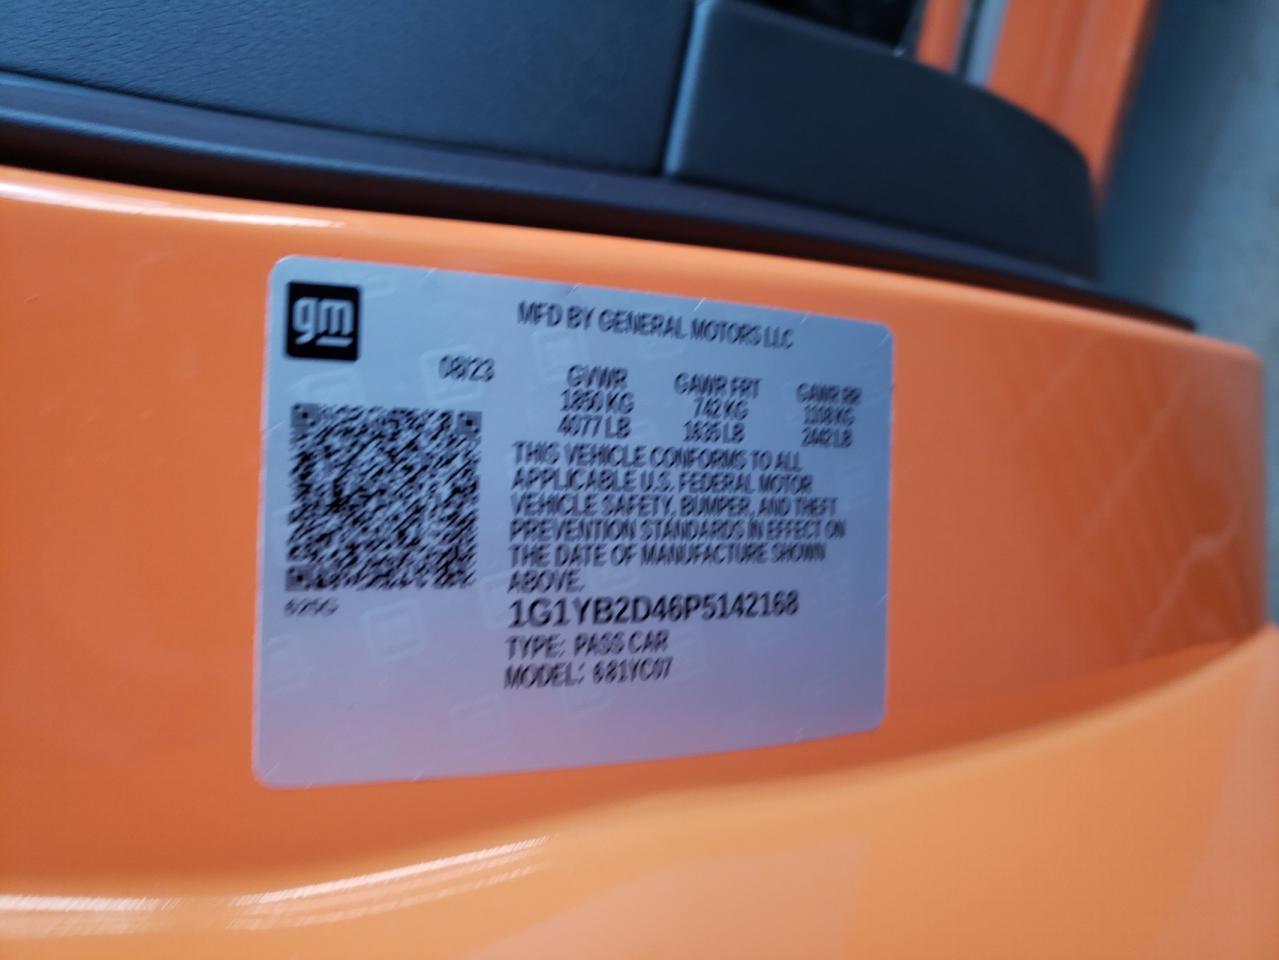 gm
MFD BY GENERAL MOTORS LLC
08/23
GVWR GAWR FRT GAWR RR
1850 KG 742 KG 1108 KG
4077 LB 1635 LB 2442 LB
THIS VEHICLE CONFORMS TO ALL
APPLICABLE U.S. FEDERAL MOTOR
VEHICLE SAFETY, BUMPER, AND THEFT
PREVENTION STANDARDS IN EFFECT ON
THE DATE OF MANUFACTURE SHOWN
ABOVE.
1G1YB2D46P5142168
TYPE: PASS CAR
MODEL: 681YC07